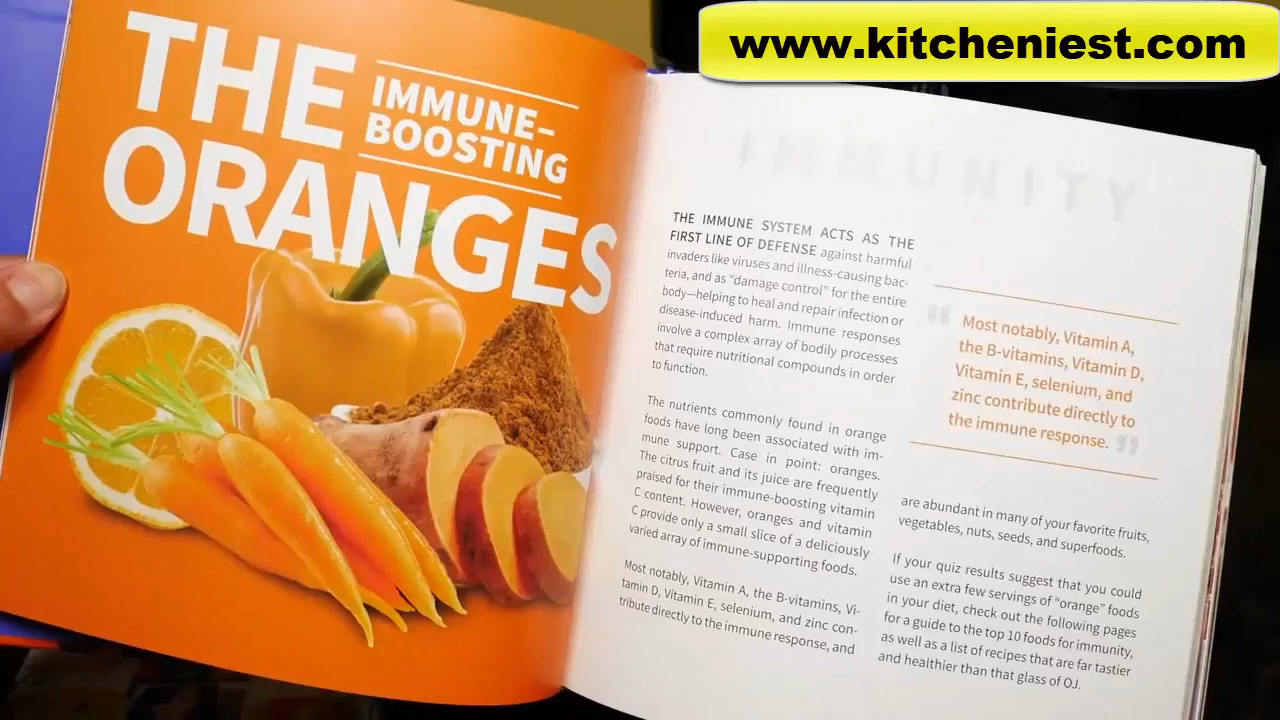 www.kitcheniest.com
THE
IMMUNE–
BOOSTING
ORANGES
IMMUNITY
THE IMMUNE SYSTEM ACTS AS THE
FIRST LINE OF DEFENSE against harmful
invaders like viruses and illness-causing bac-
teria, and as “damage control” for the entire
body—helping to heal and repair infection or
disease-induced harm. Immune responses
involve a complex array of bodily processes
that require nutritional compounds in order
to function.
The nutrients commonly found in orange
foods have long been associated with im-
mune support. Case in point: oranges.
The citrus fruit and its juice are frequently
praised for their immune-boosting vitamin
C content. However, oranges and vitamin
C provide only a small slice of a deliciously
varied array of immune-supporting foods.
Most notably, Vitamin A, the B-vitamins, Vi-
tamin D, Vitamin E, selenium, and zinc con-
tribute directly to the immune response, and
“ Most notably, Vitamin A,
the B-vitamins, Vitamin D,
Vitamin E, selenium, and
zinc contribute directly to
the immune response. ”
are abundant in many of your favorite fruits,
vegetables, nuts, seeds, and superfoods.
If your quiz results suggest that you could
use an extra few servings of “orange” foods
in your diet, check out the following pages
for a guide to the top 10 foods for immunity,
as well as a list of recipes that are far tastier
and healthier than that glass of OJ.